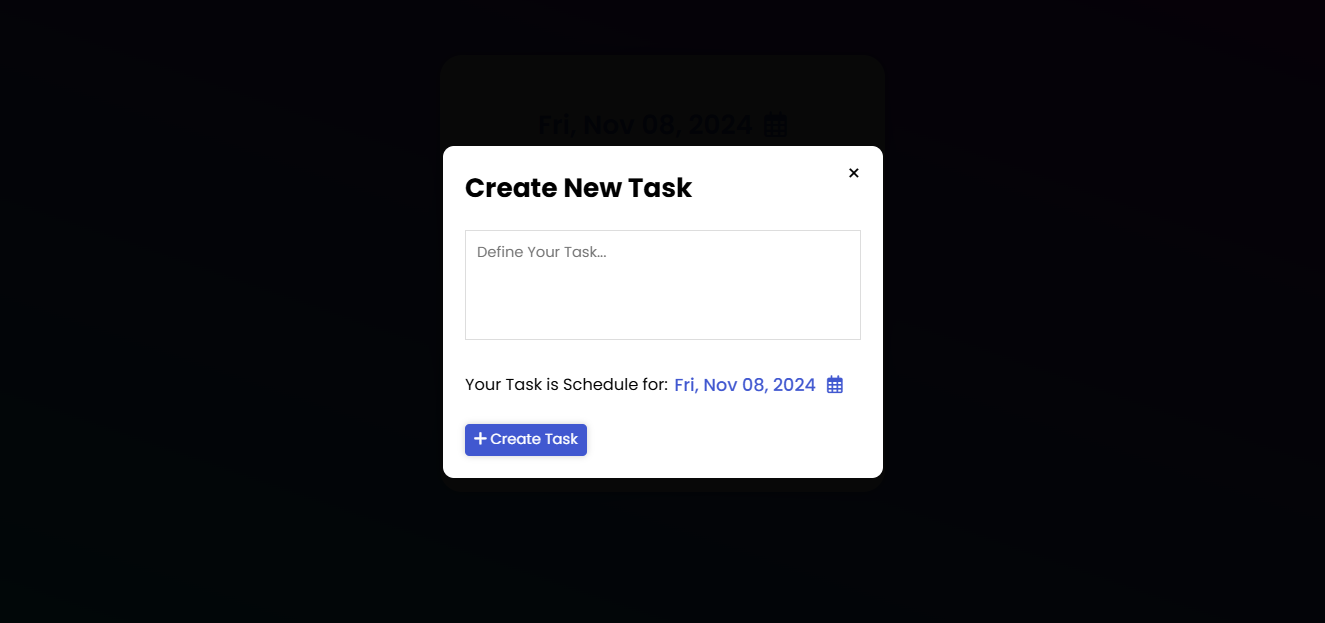 Fri, Nov 08, 2024
Create New Task
Define Your Task...
Your Task is Schedule for: Fri, Nov 08, 2024
Create Task